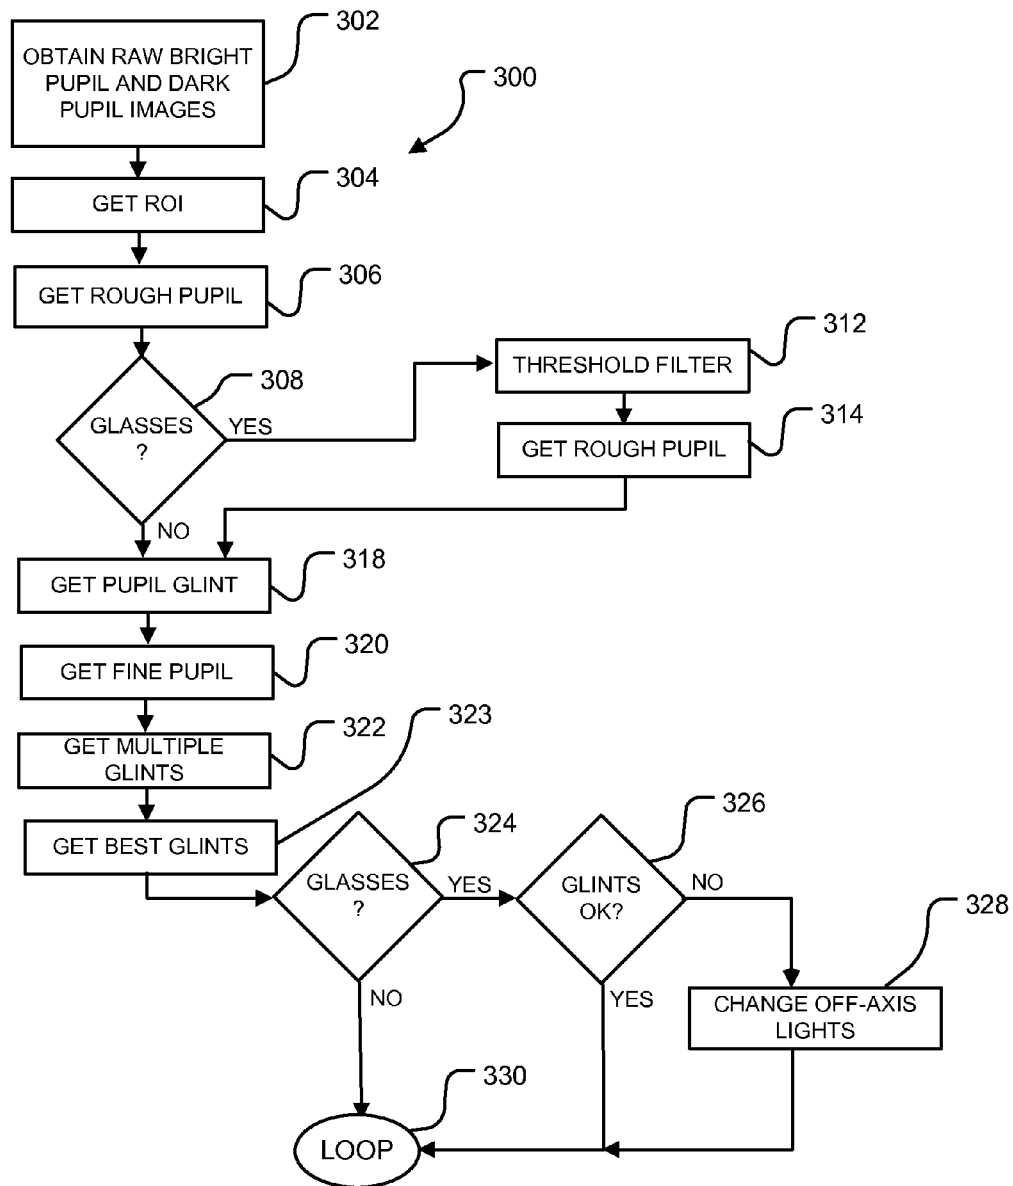 302
OBTAIN RAW BRIGHT
PUPIL AND DARK
PUPIL IMAGES
300
304
GET ROI
306
GET ROUGH PUPIL
312
THRESHOLD FILTER
308
GLASSES
?
YES
314
GET ROUGH PUPIL
NO
318
GET PUPIL GLINT
320
GET FINE PUPIL
322
GET MULTIPLE
GLINTS
323
GET BEST GLINTS
324
GLASSES
?
YES
NO
326
GLINTS
OK?
NO
YES
328
CHANGE OFF-AXIS
LIGHTS
330
LOOP